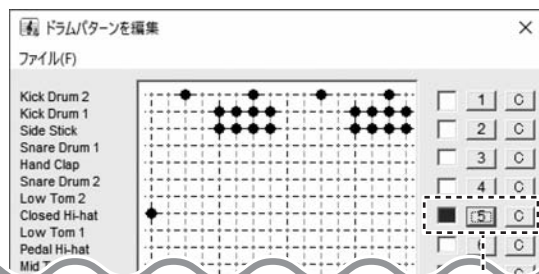 ドラムパターンを編集
ファイル(F)
Kick Drum 2
Kick Drum 1
Side Stick
Snare Drum 1
Hand Clap
Snare Drum 2
Low Tom 2
Closed Hi-hat
Low Tom 1
Pedal Hi-hat
Mid
1 C
2 C
3 C
4 C
5 C
C